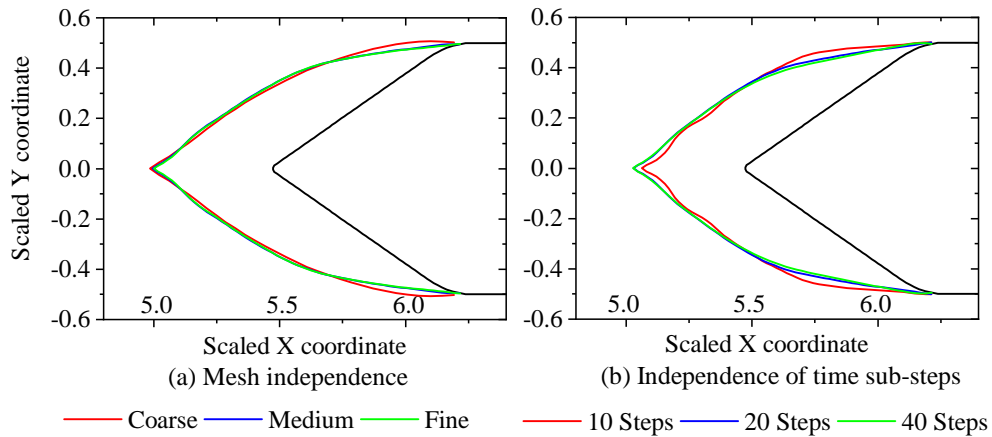 0.6
0.4
0.2
0.0
-0.2
-0.4
-0.6
5.0 5.5 6.0
Scaled Y coordinate
Scaled X coordinate
(a) Mesh independence
Coarse Medium Fine
0.6
0.4
0.2
0.0
-0.2
-0.4
-0.6
5.0 5.5 6.0
Scaled X coordinate
(b) Independence of time sub-steps
10 Steps 20 Steps 40 Steps